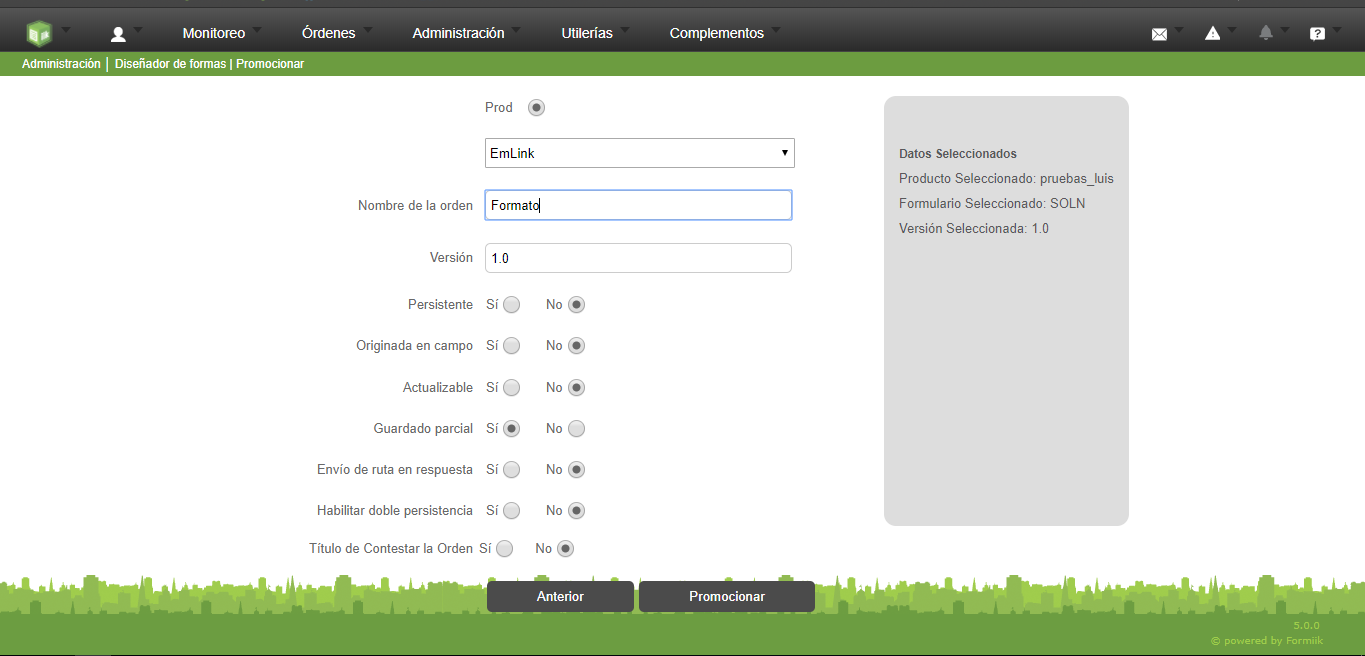 Monitoreo Órdenes Administración Utilerías Complementos
Administración | Diseñador de formas | Promocionar
Prod
EmLink
Nombre de la orden Formato
Versión 1.0
Persistente Sí No
Originada en campo Sí No
Actualizable Sí No
Guardado parcial Sí No
Envío de ruta en respuesta Sí No
Habilitar doble persistencia Sí No
Título de Contestar la Orden Sí No
Datos Seleccionados
Producto Seleccionado: pruebas_luis
Formulario Seleccionado: SOLN
Versión Seleccionada: 1.0
Anterior Promocionar
5.0.0
© powered by Formiik